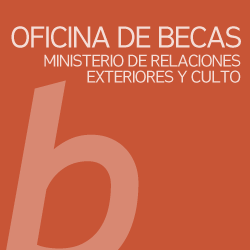 OFICINA DE BECAS
MINISTERIO DE RELACIONES
EXTERIORES Y CULTO
b